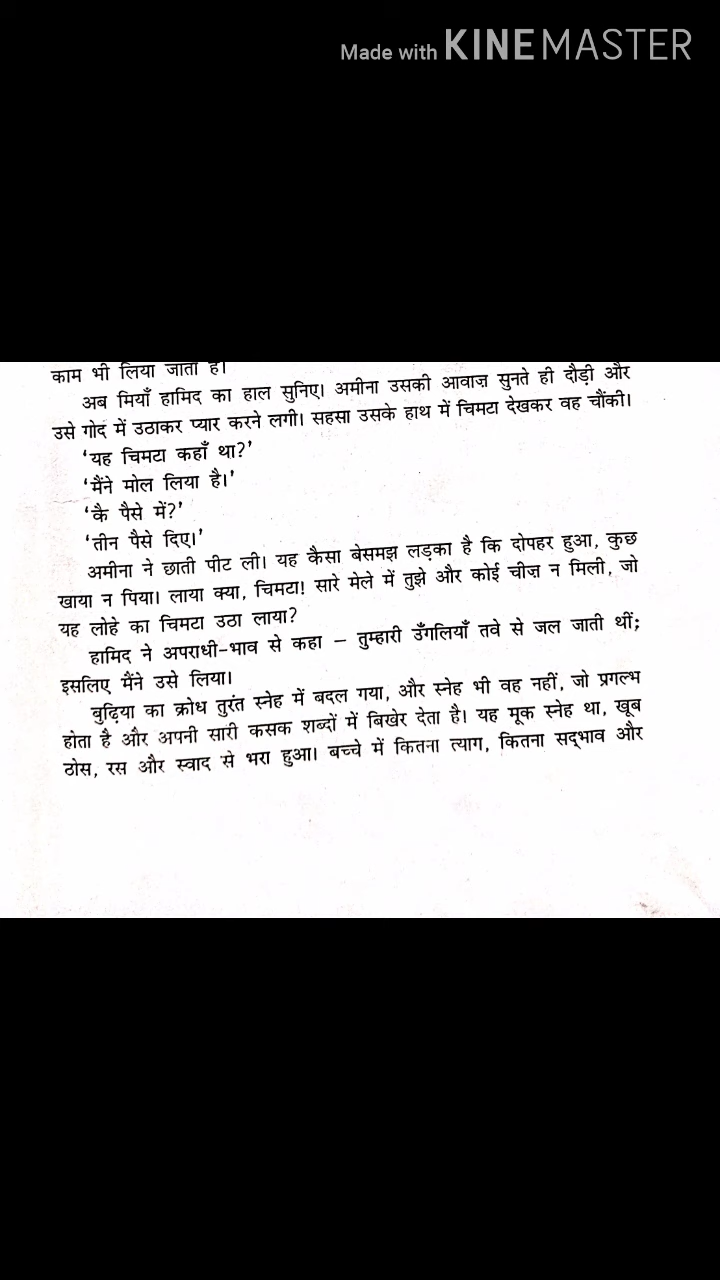 Made with KINEMASTER
काम भी लिया जाता है।
अब मियाँ हामिद का हाल सुनिए। अमीना उसकी आवाज़ सुनते ही दौड़ी और
उसे गोद में उठाकर प्यार करने लगी। सहसा उसके हाथ में चिमटा देखकर वह चौंकी।
‘यह चिमटा कहाँ था?’
‘मैंने मोल लिया है।’
‘कै पैसे में?’
‘तीन पैसे दिए।’
अमीना ने छाती पीट ली। यह कैसा बेसमझ लड़का है कि दोपहर हुआ, कुछ
खाया न पिया। लाया क्या, चिमटा! सारे मेले में तुझे और कोई चीज़ न मिली, जो
यह लोहे का चिमटा उठा लाया?
हामिद ने अपराधी-भाव से कहा – तुम्हारी उँगलियाँ तवे से जल जाती थीं;
इसलिए मैंने उसे लिया।
बुढ़िया का क्रोध तुरंत स्नेह में बदल गया, और स्नेह भी वह नहीं, जो प्रगल्भ
होता है और अपनी सारी कसक शब्दों में बिखेर देता है। यह मूक स्नेह था, खूब
ठोस, रस और स्वाद से भरा हुआ। बच्चे में कितना त्याग, कितना सद्‌भाव और